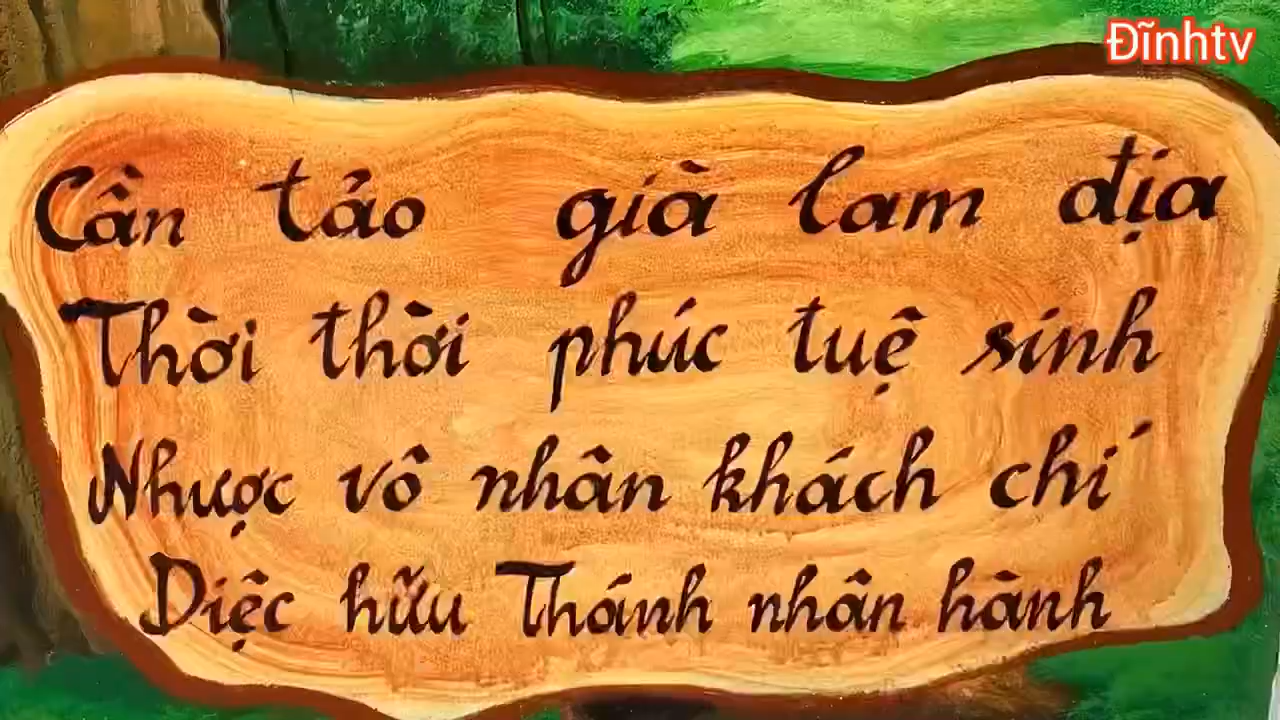 Đĩnhtv
Cần tảo già lam địa
Thời thời phúc tuệ sinh
Nhược vô nhân khách chí
Diệc hữu Thánh nhân hành